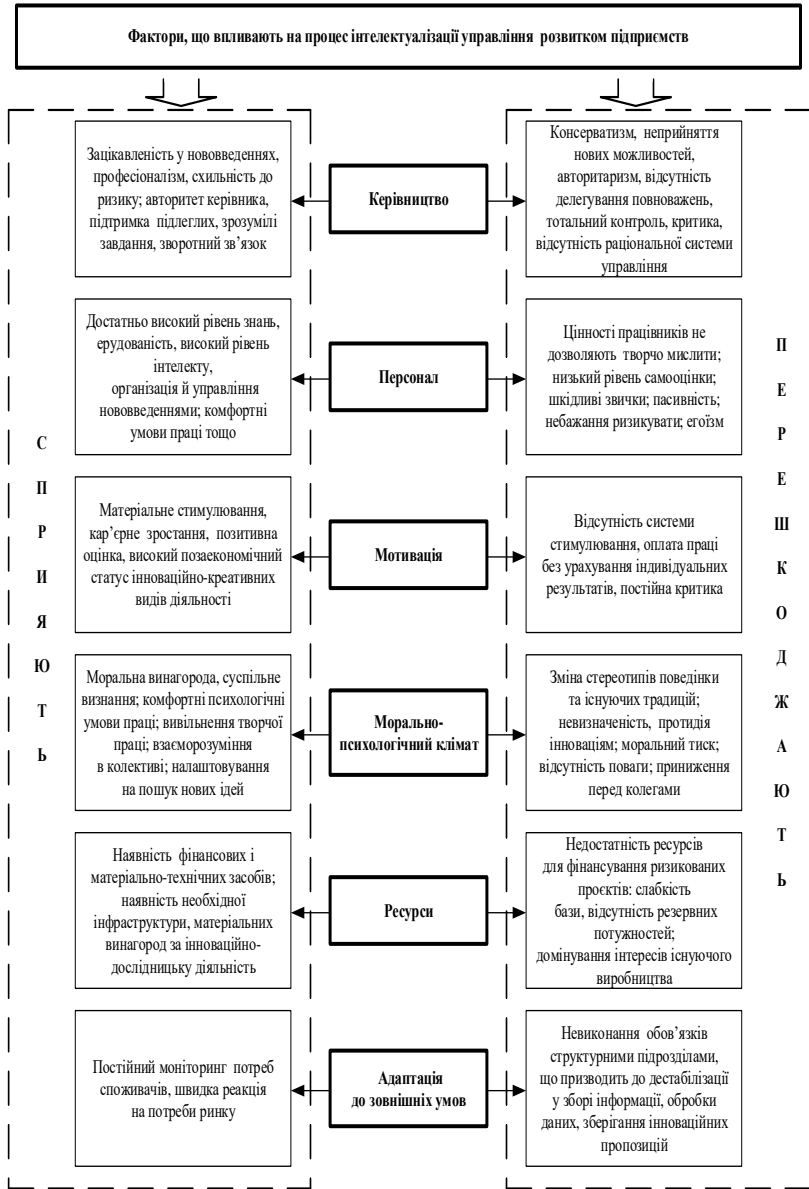 Фактори, що впливають на процес інтелектуалізації управління розвитком підприємств
СПРИЯЮТЬ
ПЕРЕШКОДЖАЮТЬ
Зацікавленість у нововведеннях,
професіоналізм, схильність до
ризику; авторитет керівника,
підтримка підлеглих, зрозумілі
завдання, зворотний зв’язок
Керівництво
Консерватизм, неприйняття
нових можливостей,
авторитаризм, відсутність
делегування повноважень,
тотальний контроль, критика,
відсутність раціональної системи
управління
Достатньо високий рівень знань,
ерудованість, високий рівень
інтелекту,
організація й управління
нововведеннями; комфортні
умови праці тощо
Персонал
Цінності працівників не
дозволяють творчо мислити;
низький рівень самооцінки;
шкідливі звички; пасивність;
небажання ризикувати; егоїзм
Матеріальне стимулювання,
кар’єрне зростання, позитивна
оцінка, високий позаекономічний
статус інноваційно-креативних
видів діяльності
Мотивація
Відсутність системи
стимулювання, оплата праці
без урахування індивідуальних
результатів, постійна критика
Моральна винагорода, суспільне
визнання; комфортні психологічні
умови праці; вивільнення творчої
праці; взаєморозуміння
в колективі; налаштовування
на пошук нових ідей
Морально-
психологічний клімат
Зміна стереотипів поведінки
та існуючих традицій;
невизначеність, протидія
інноваціям; моральний тиск;
відсутність поваги; приниження
перед колегами
Наявність фінансових і
матеріально-технічних засобів;
наявність необхідної
інфраструктури, матеріальних
винагород за інноваційно-
дослідницьку діяльність
Ресурси
Недостатність ресурсів
для фінансування ризикованих
проєктів: слабкість
бази, відсутність резервних
потужностей;
домінування інтересів існуючого
виробництва
Постійний моніторинг потреб
споживачів, швидка реакція
на потреби ринку
Адаптація
до зовнішніх умов
Невиконання обов’язків
структурними підрозділами,
що призводить до дестабілізації
у зборі інформації, обробки
даних, зберігання інноваційних
пропозицій